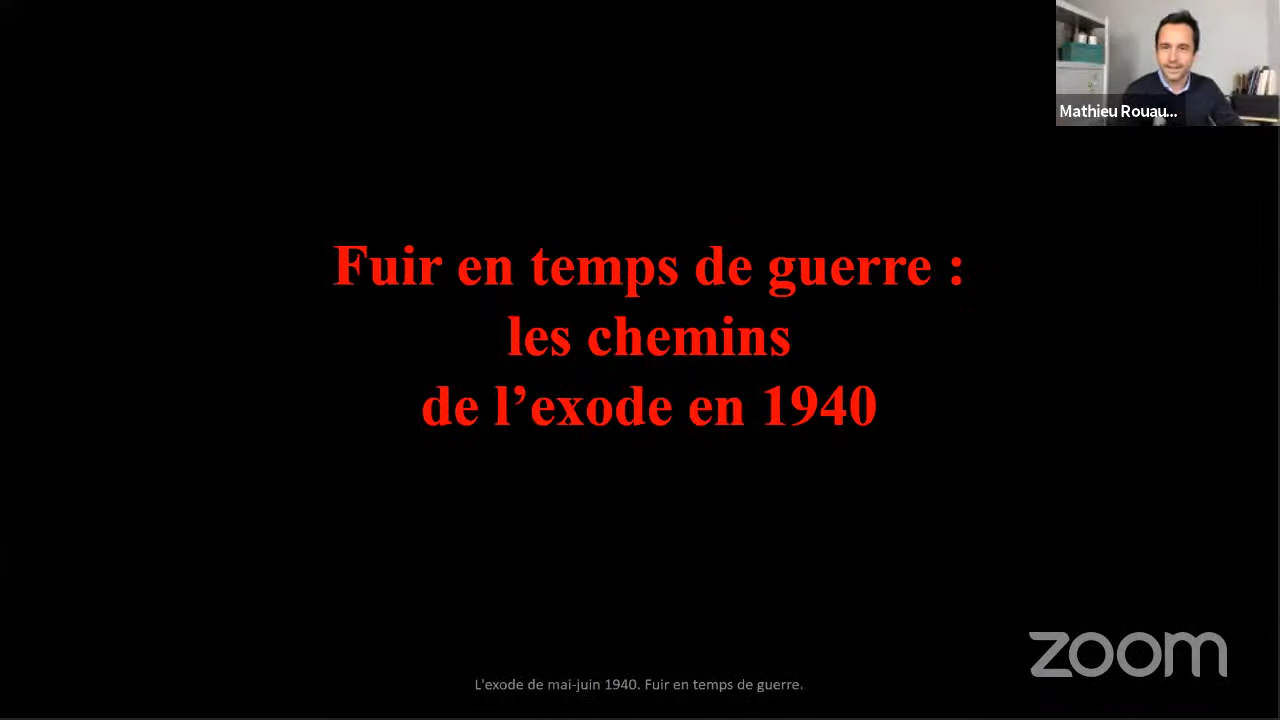 Mathieu Rouau...
Fuir en temps de guerre :
les chemins
de l’exode en 1940
zoom
L'exode de mai-juin 1940. Fuir en temps de guerre.